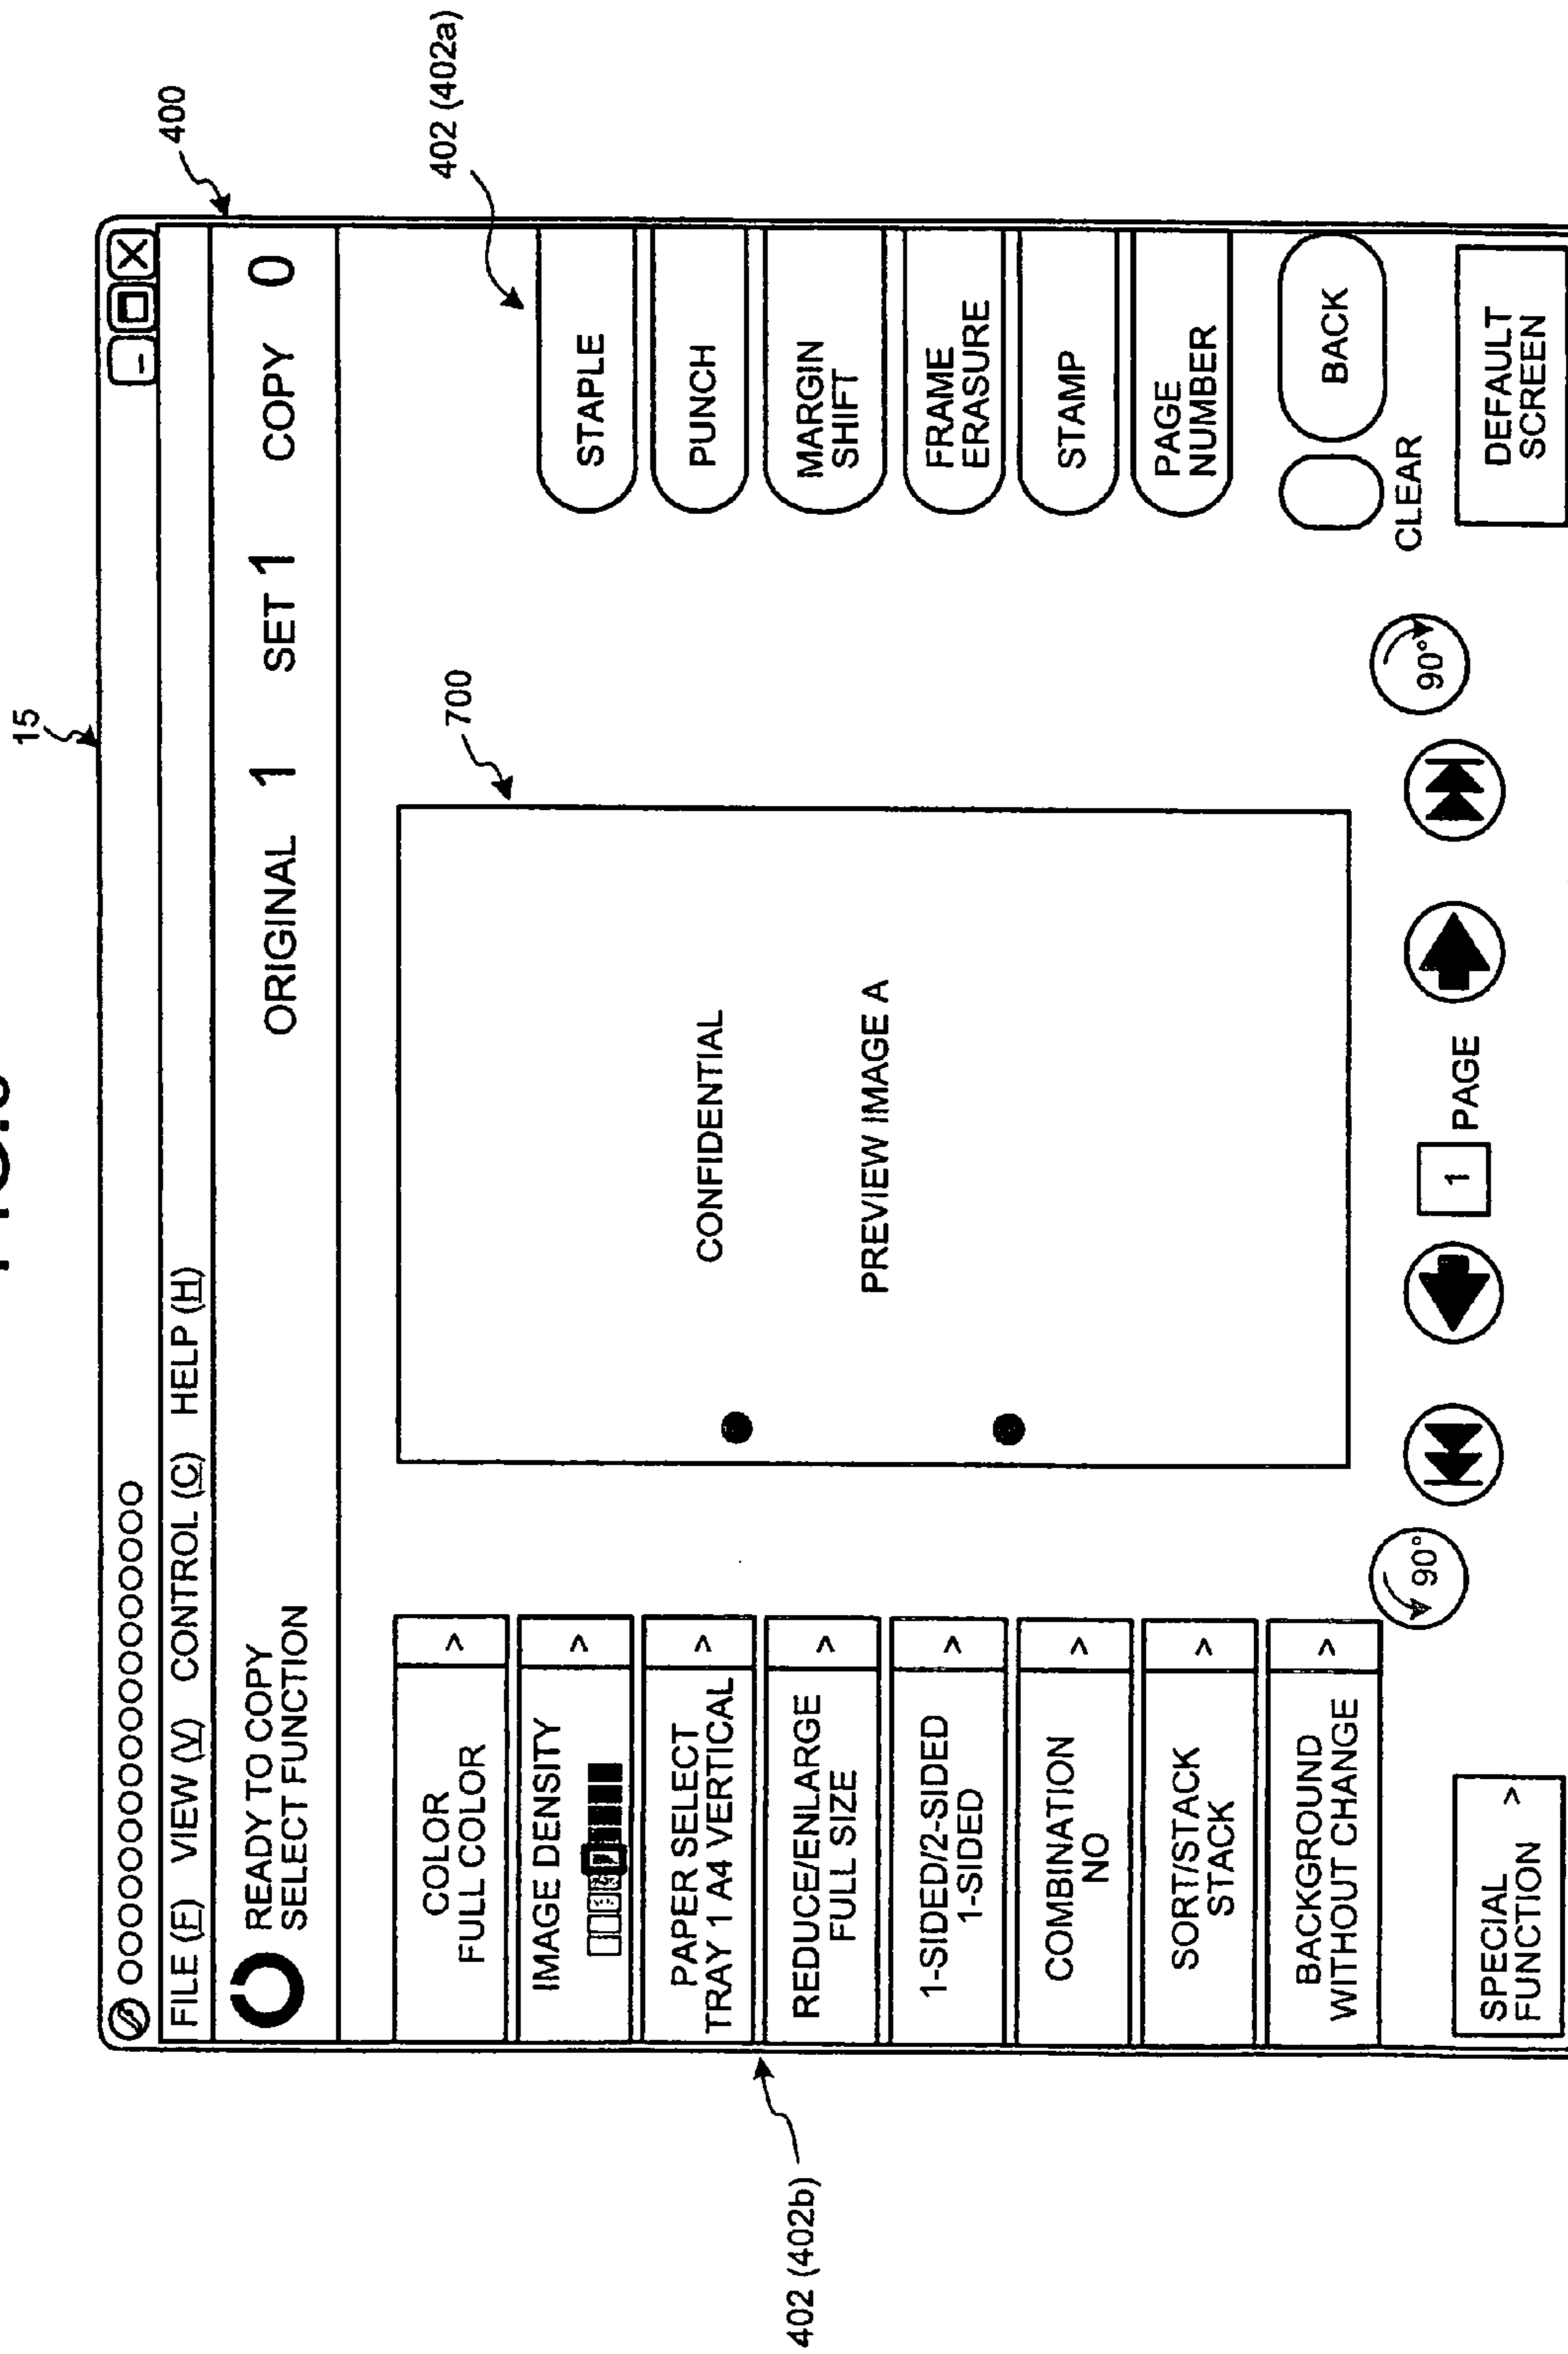 15
400
○○○○○○○○○○○○○○○○○
FILE (F) VIEW (V) CONTROL (C) HELP (H)
READY TO COPY
SELECT FUNCTION
ORIGINAL 1 SET 1 COPY 0
402 (402a)
402 (402b)
COLOR
FULL COLOR
>
IMAGE DENSITY
>
PAPER SELECT
TRAY 1 A4 VERTICAL
>
REDUCE/ENLARGE
FULL SIZE
>
1-SIDED/2-SIDED
1-SIDED
>
COMBINATION
NO
>
SORT/STACK
STACK
>
BACKGROUND
WITHOUT CHANGE
>
SPECIAL
FUNCTION >
700
CONFIDENTIAL
PREVIEW IMAGE A
90°
1 PAGE
90°
STAPLE
PUNCH
MARGIN
SHIFT
FRAME
ERASURE
STAMP
PAGE
NUMBER
BACK
CLEAR
DEFAULT
SCREEN